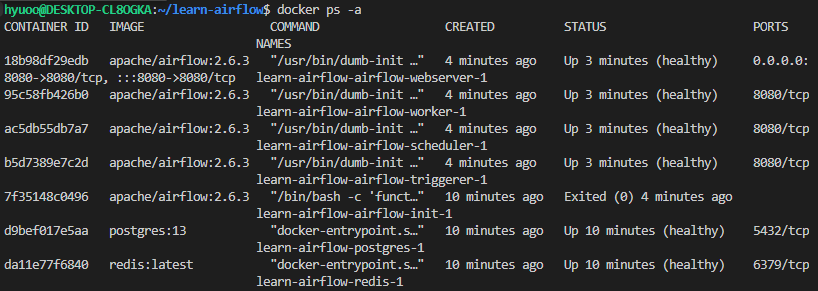 hyuoo@DESKTOP-CL8OGKA:~/learn-airflow$ docker ps -a
CONTAINER ID   IMAGE                  COMMAND                  CREATED          STATUS                     PORTS
                                      NAMES
18b98df29edb   apache/airflow:2.6.3   "/usr/bin/dumb-init …"   4 minutes ago    Up 3 minutes (healthy)     0.0.0.0:
8080->8080/tcp, :::8080->8080/tcp   learn-airflow-airflow-webserver-1
95c58fb426b0   apache/airflow:2.6.3   "/usr/bin/dumb-init …"   4 minutes ago    Up 3 minutes (healthy)     8080/tcp
                                    learn-airflow-airflow-worker-1
ac5db55db7a7   apache/airflow:2.6.3   "/usr/bin/dumb-init …"   4 minutes ago    Up 3 minutes (healthy)     8080/tcp
                                    learn-airflow-airflow-scheduler-1
b5d7389e7c2d   apache/airflow:2.6.3   "/usr/bin/dumb-init …"   4 minutes ago    Up 3 minutes (healthy)     8080/tcp
                                    learn-airflow-airflow-triggerer-1
7f35148c0496   apache/airflow:2.6.3   "/bin/bash -c 'funct…"   10 minutes ago   Exited (0) 4 minutes ago
                                    learn-airflow-airflow-init-1
d9bef017e5aa   postgres:13            "docker-entrypoint.s…"   10 minutes ago   Up 10 minutes (healthy)    5432/tcp
                                    learn-airflow-postgres-1
da11e77f6840   redis:latest           "docker-entrypoint.s…"   10 minutes ago   Up 10 minutes (healthy)    6379/tcp
                                    learn-airflow-redis-1